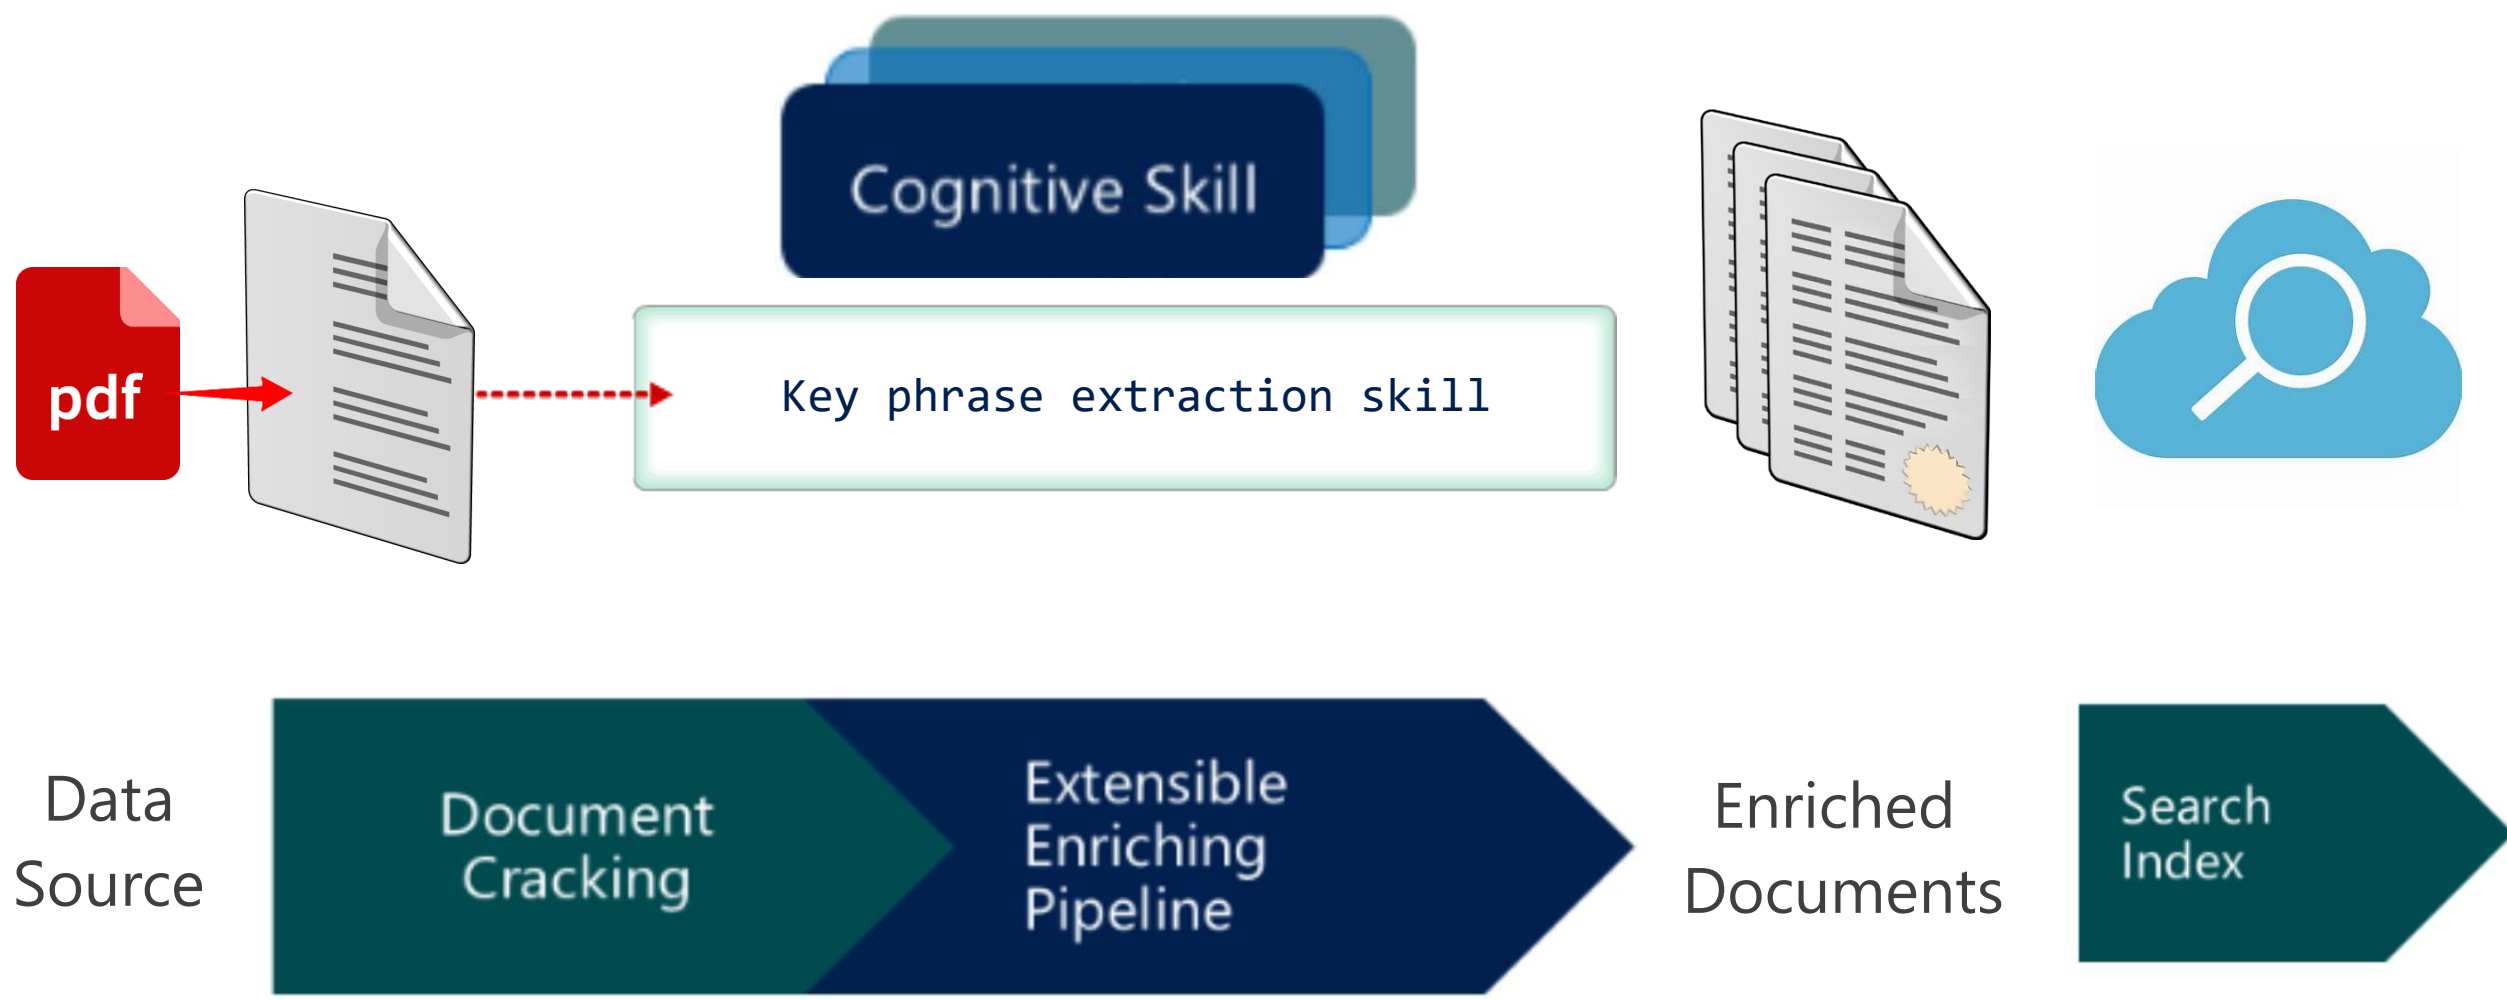 Cognitive Skill
pdf
Key phrase extraction skill
Data
Source
Document
Cracking
Extensible
Enriching
Pipeline
Enriched
Documents
Search
Index